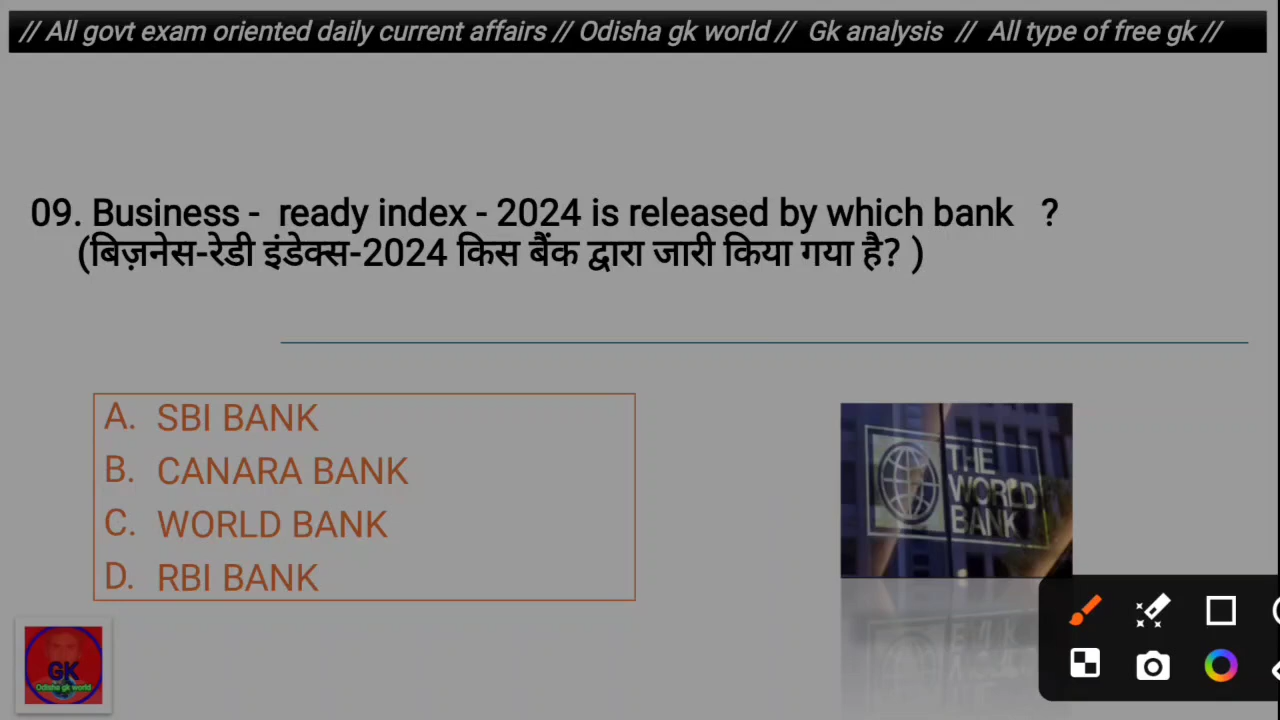 // All govt exam oriented daily current affairs // Odisha gk world // Gk analysis // All type of free gk //
09. Business - ready index - 2024 is released by which bank ?
(बिज़नेस-रेडी इंडेक्स-2024 किस बैंक द्वारा जारी किया गया है? )
A. SBI BANK
B. CANARA BANK
C. WORLD BANK
D. RBI BANK
THE
WORLD
BANK
GK
Odisha gk world